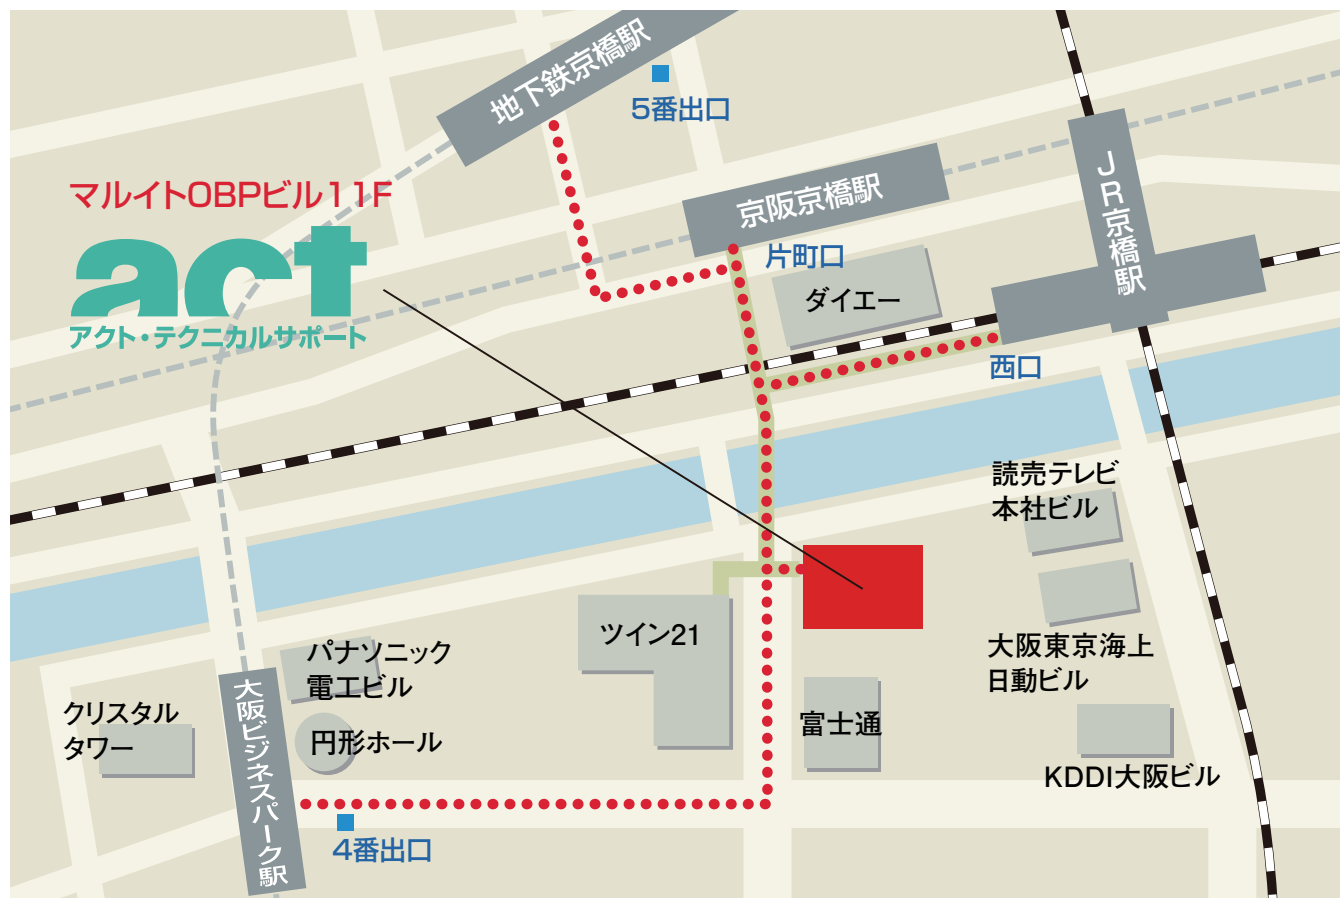 地下鉄京橋駅
5番出口
マルイトOBPビル11F
act
アクト・テクニカルサポート
京阪京橋駅
片町口
ダイエー
JR京橋駅
西口
読売テレビ
本社ビル
ツイン21
大阪東京海上
日動ビル
パナソニック
電工ビル
円形ホール
クリスタル
タワー
大阪ビジネスパーク駅
富士通
KDDI大阪ビル
4番出口